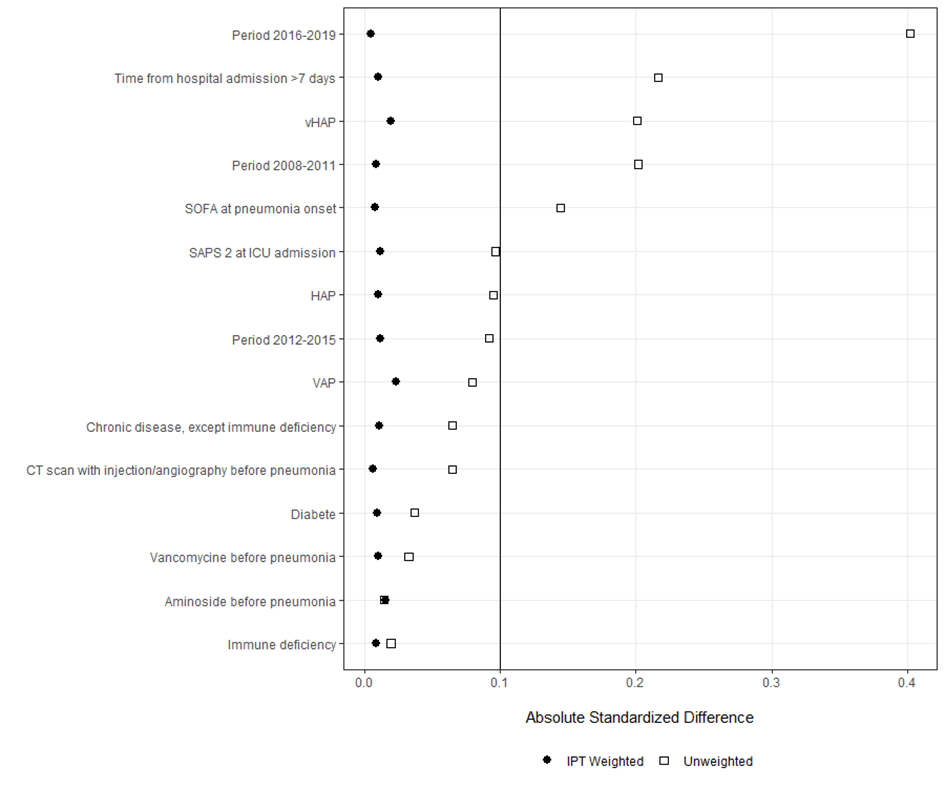 Period 2016-2019
Time from hospital admission >7 days
vHAP
Period 2008-2011
SOFA at pneumonia onset
SAPS 2 at ICU admission
HAP
Period 2012-2015
VAP
Chronic disease, except immune deficiency
CT scan with injection/angiography before pneumonia
Diabete
Vancomycine before pneumonia
Aminoside before pneumonia
Immune deficiency
0.0 0.1 0.2 0.3 0.4
Absolute Standardized Difference
IPT Weighted Unweighted